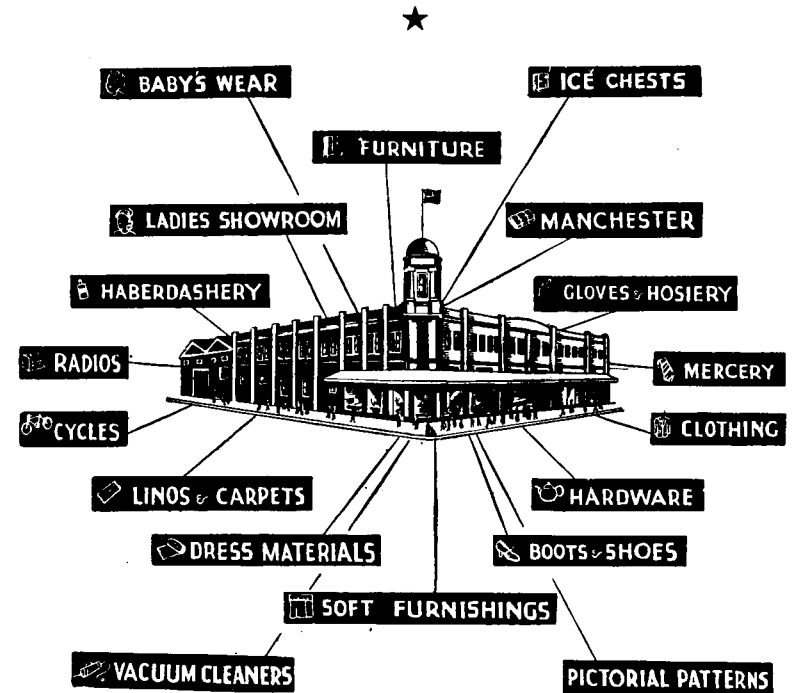 BABY'S WEAR
ICE CHESTS
FURNITURE
LADIES SHOWROOM
MANCHESTER
HABERDASHERY
GLOVES & HOSIERY
RADIOS
MERCERY
CYCLES
CLOTHING
LINOS & CARPETS
HARDWARE
DRESS MATERIALS
BOOTS & SHOES
SOFT FURNISHINGS
VACUUM CLEANERS
PICTORIAL PATTERNS